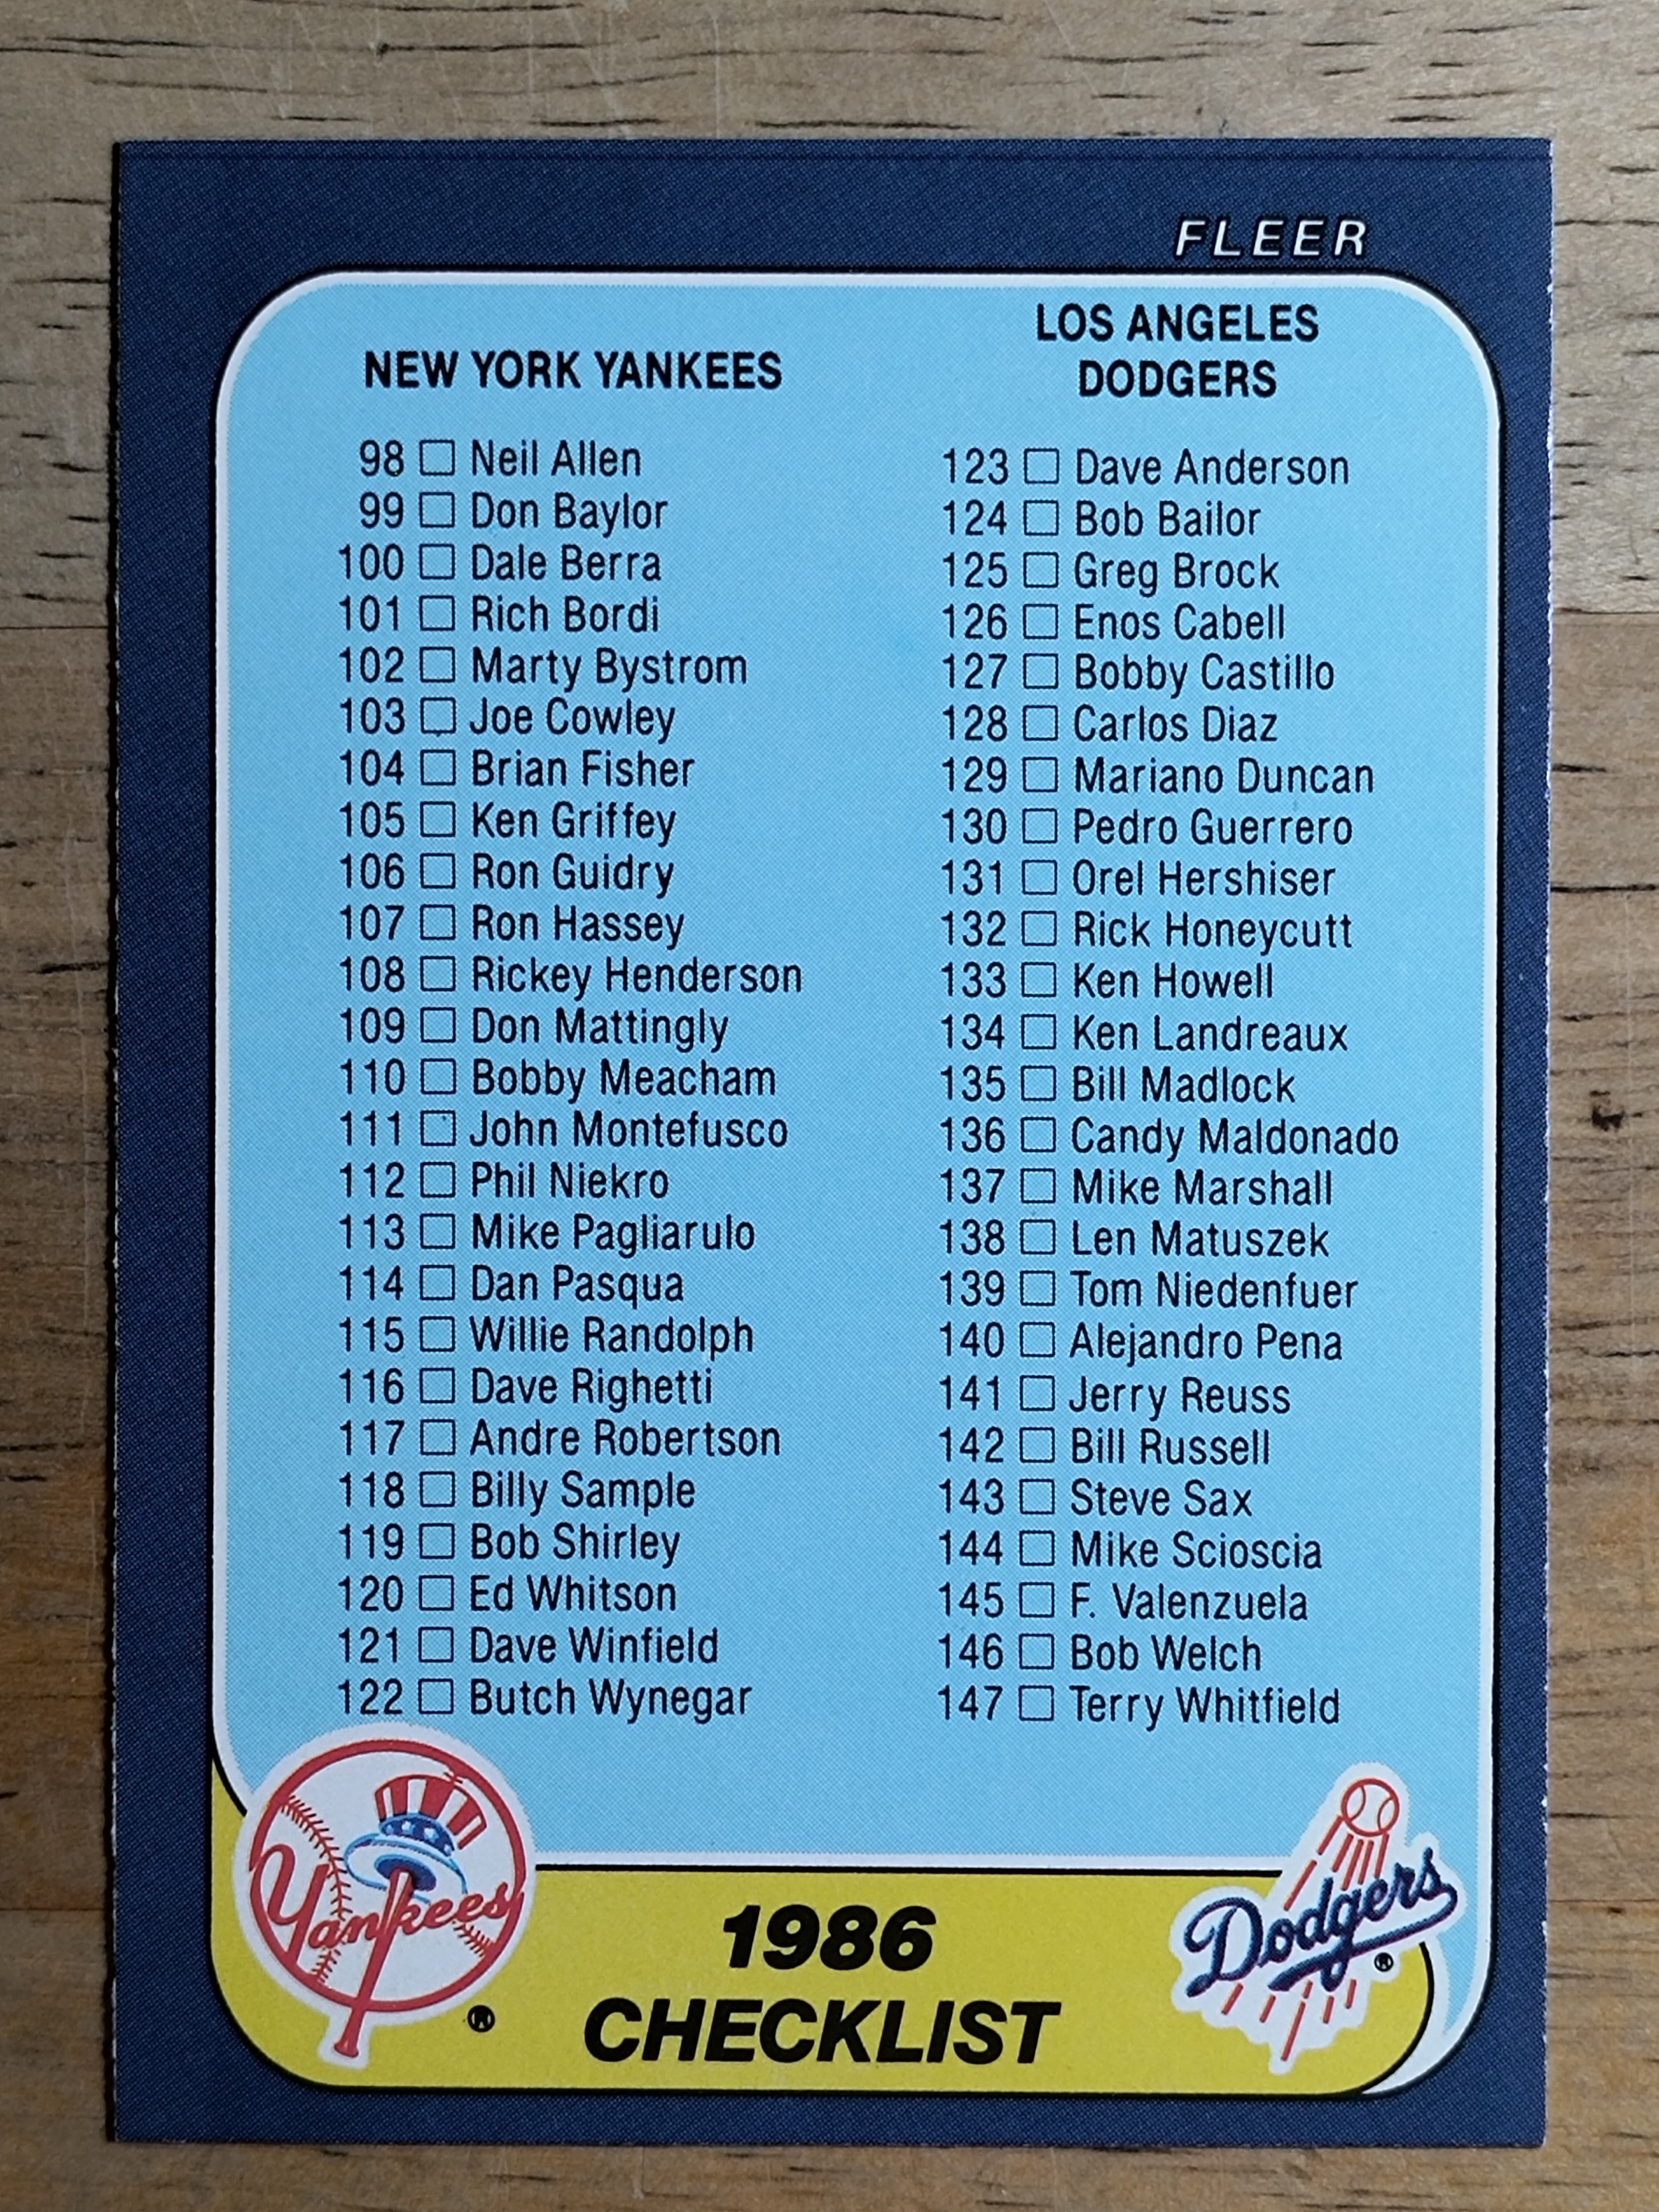 FLEER
NEW YORK YANKEES
98 Neil Allen
99 Don Baylor
100 Dale Berra
101 Rich Bordi
102 Marty Bystrom
103 Joe Cowley
104 Brian Fisher
105 Ken Griffey
106 Ron Guidry
107 Ron Hassey
108 Rickey Henderson
109 Don Mattingly
110 Bobby Meacham
111 John Montefusco
112 Phil Niekro
113 Mike Pagliarulo
114 Dan Pasqua
115 Willie Randolph
116 Dave Righetti
117 Andre Robertson
118 Billy Sample
119 Bob Shirley
120 Ed Whitson
121 Dave Winfield
122 Butch Wynegar
LOS ANGELES
DODGERS
123 Dave Anderson
124 Bob Bailor
125 Greg Brock
126 Enos Cabell
127 Bobby Castillo
128 Carlos Diaz
129 Mariano Duncan
130 Pedro Guerrero
131 Orel Hershiser
132 Rick Honeycutt
133 Ken Howell
134 Ken Landreaux
135 Bill Madlock
136 Candy Maldonado
137 Mike Marshall
138 Len Matuszek
139 Tom Niedenfuer
140 Alejandro Pena
141 Jerry Reuss
142 Bill Russell
143 Steve Sax
144 Mike Scioscia
145 F. Valenzuela
146 Bob Welch
147 Terry Whitfield
Yankees ®
1986
CHECKLIST
Dodgers ®